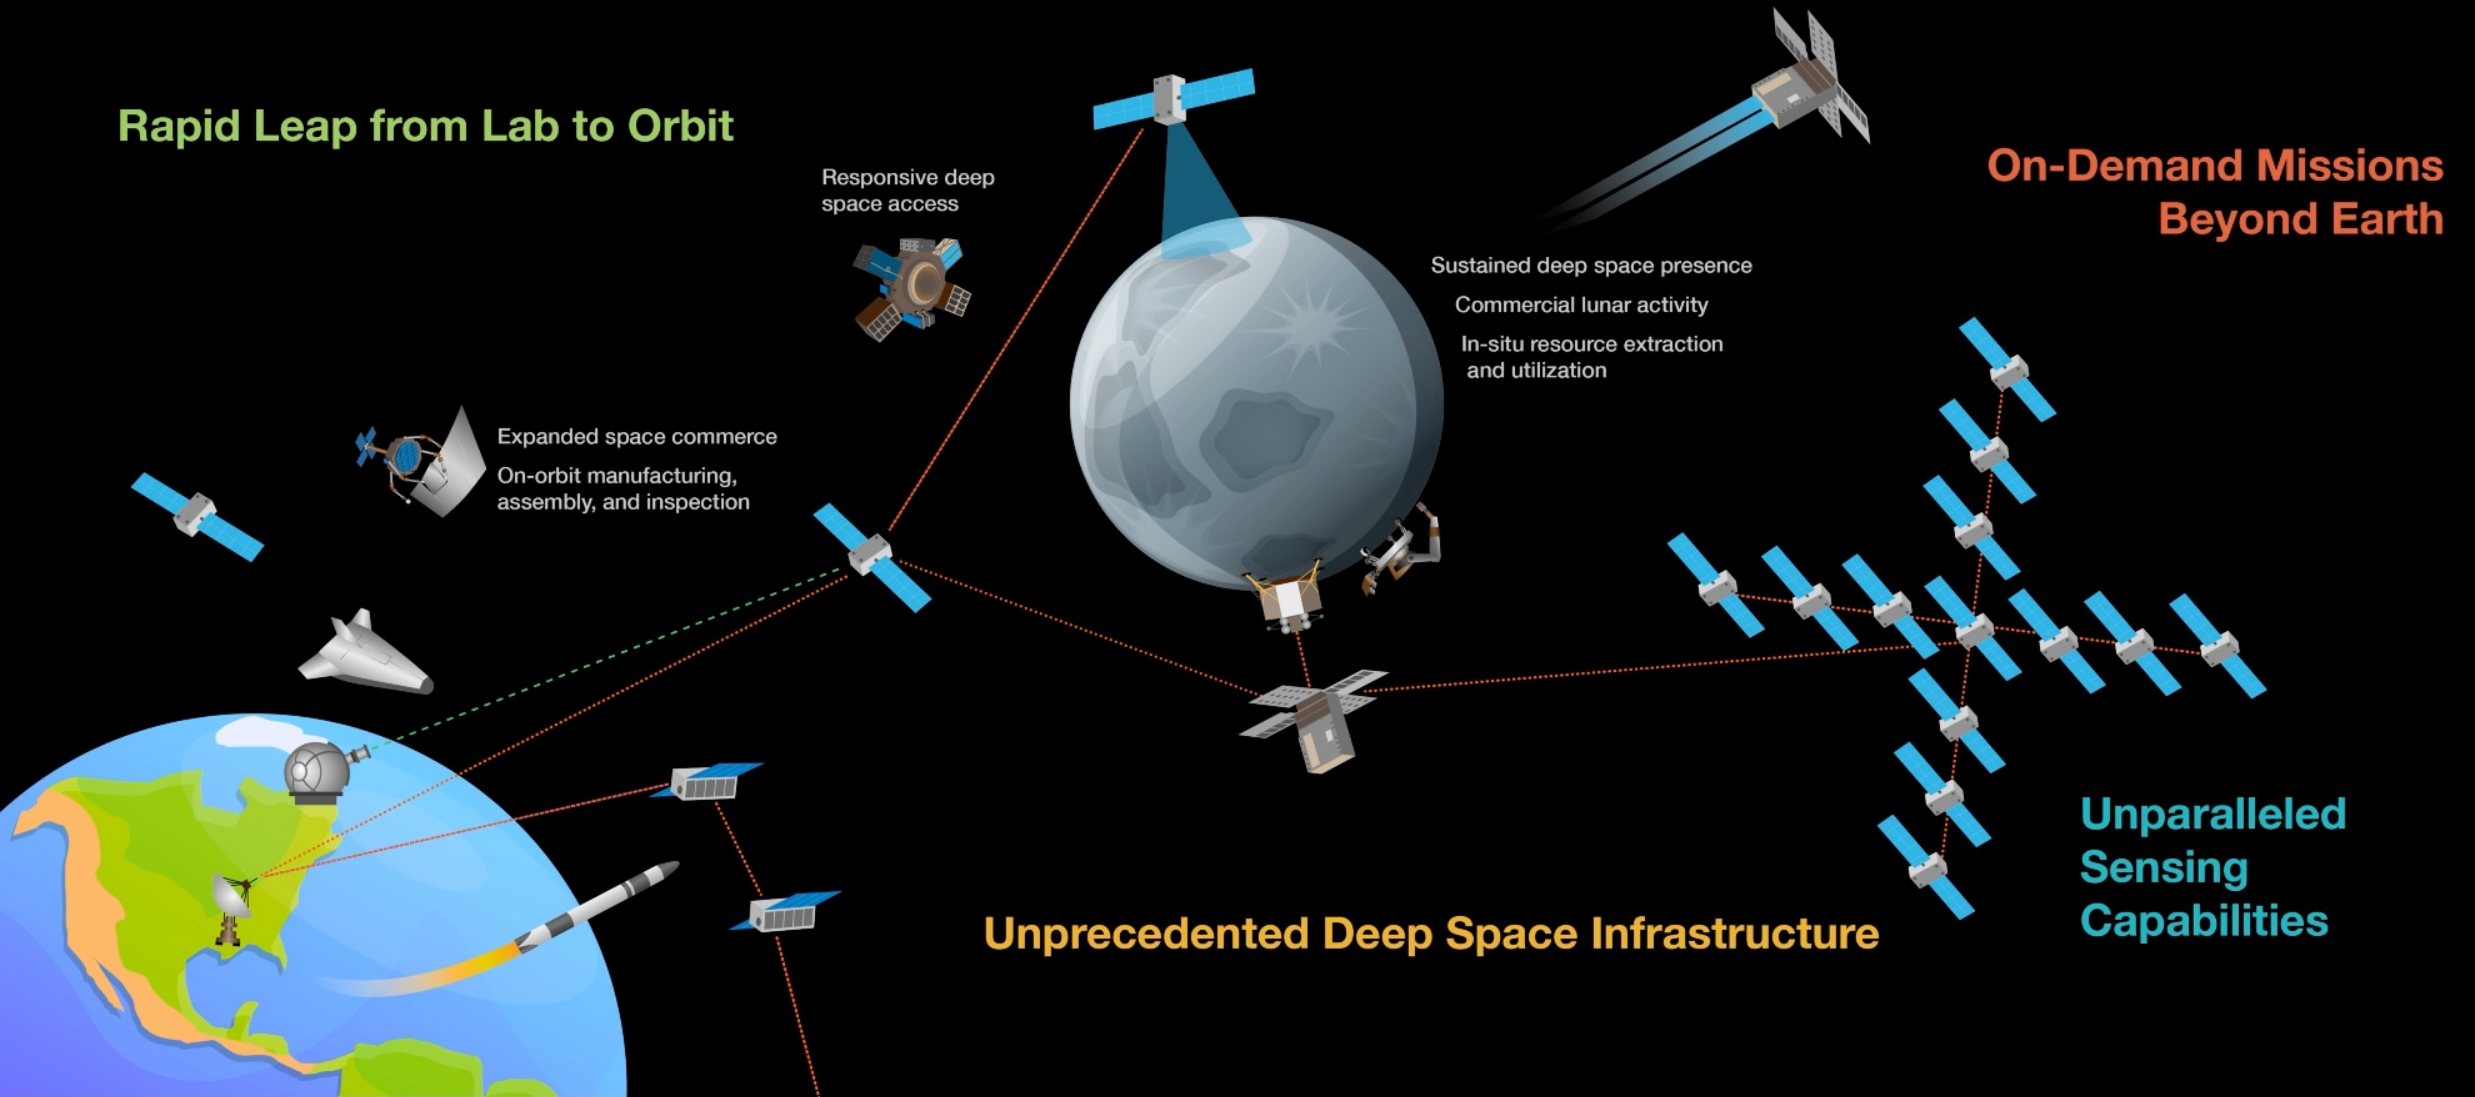 Rapid Leap from Lab to Orbit
Responsive deep
space access
On-Demand Missions
Beyond Earth
Sustained deep space presence
Commercial lunar activity
In-situ resource extraction
and utilization
Expanded space commerce
On-orbit manufacturing,
assembly, and inspection
Unparalleled
Sensing
Capabilities
Unprecedented Deep Space Infrastructure